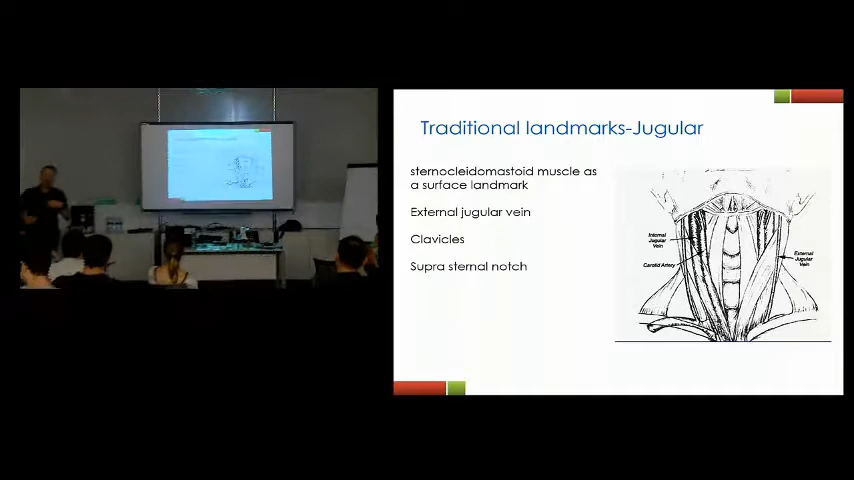 Traditional landmarks-Jugular
sternocleidomastoid muscle as
a surface landmark
External jugular vein
Clavicles
Supra sternal notch
Internal
Jugular
Vein
Carotid Artery
External
Jugular
Vein